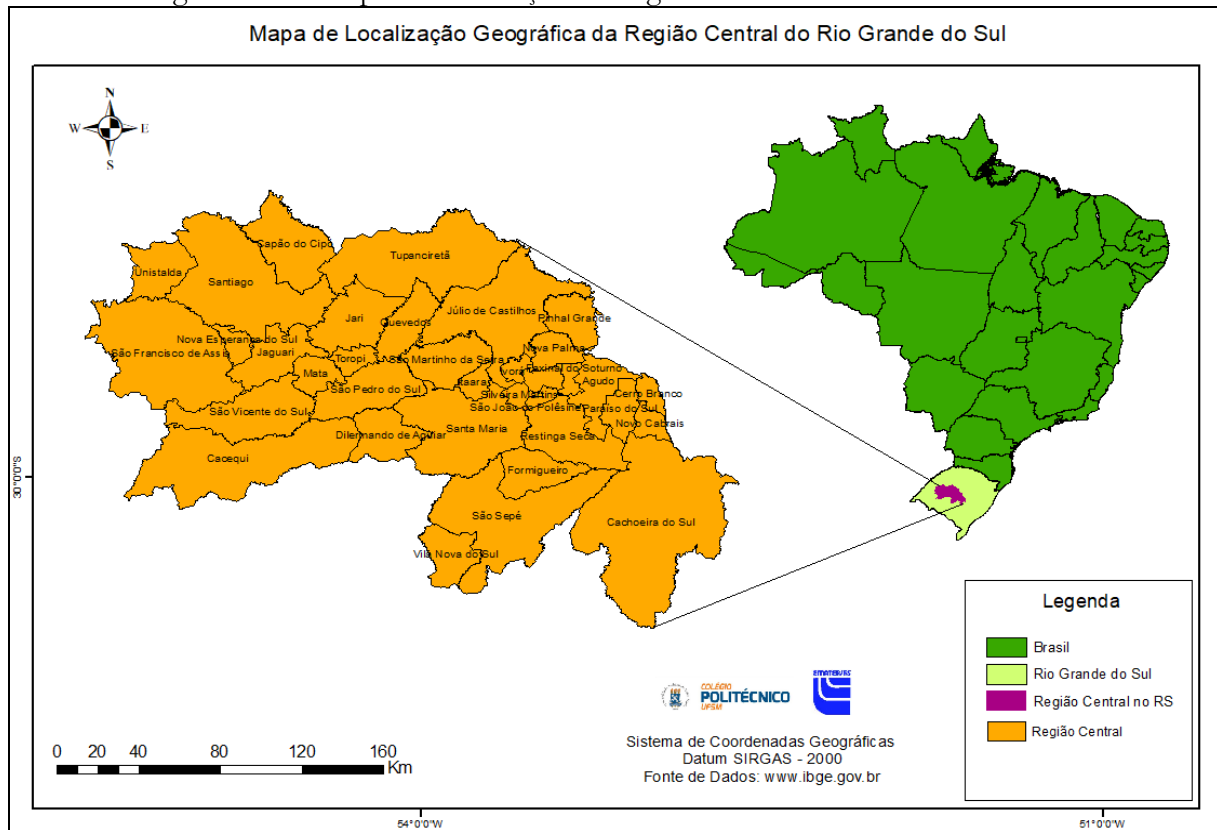 Mapa de Localização Geográfica da Região Central do Rio Grande do Sul
N
W E
S
Capão do Cipó
Unistalda
Tupanciretã
Santiago
Júlio de Castilhos
Jari
Quevedos
Pinhal Grande
Nova Esperança do Sul
São Francisco de Assis
Jaguari
Toropi
São Martinho da Serra
Nova Palma
Ivorá
Faxinal do Soturno
Mata
Itaara
Agudo
São Pedro do Sul
Silveira Martins
Cerro Branco
São João do Polêsine
Paraíso do Sul
São Vicente do Sul
Novo Cabrais
Dilermando de Aguiar
Santa Maria
Restinga Seca
Cacequi
Formigueiro
São Sepé
Cachoeira do Sul
Vila Nova do Sul
30°0'0"S
Legenda
Brasil
Rio Grande do Sul
Região Central no RS
Região Central
COLÉGIO
POLITÉCNICO
UFSM
EMATER/RS
Sistema de Coordenadas Geográficas
Datum SIRGAS - 2000
Fonte de Dados: www.ibge.gov.br
0 20 40 80 120 160
Km
54°0'0"W
51°0'0"W